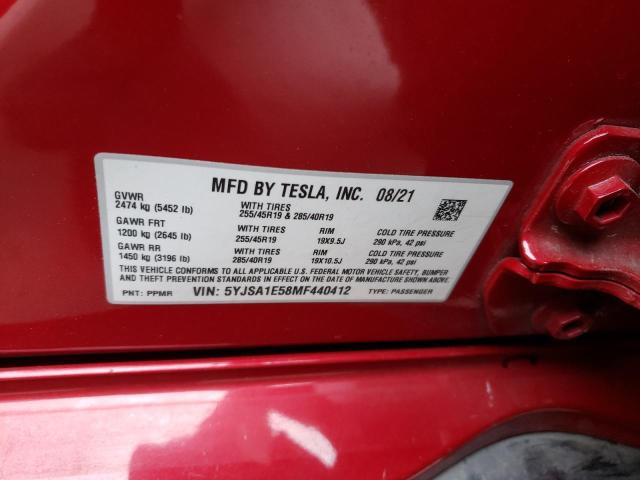 MFD BY TESLA, INC. 08/21
GVWR
2474 kg (5452 lb)
WITH TIRES
255/45R19 & 285/40R19
GAWR FRT
1200 kg (2645 lb)
WITH TIRES
255/45R19
RIM
19X9.5J
COLD TIRE PRESSURE
290 kPa, 42 psi
GAWR RR
1450 kg (3196 lb)
WITH TIRES
285/40R19
RIM
19X10.5J
COLD TIRE PRESSURE
290 kPa, 42 psi
THIS VEHICLE CONFORMS TO ALL APPLICABLE U.S. FEDERAL MOTOR VEHICLE SAFETY, BUMPER
AND THEFT PREVENTION STANDARDS IN EFFECT ON THE DATE OF MANUFACTURE SHOWN ABOVE.
PNT: PPMR VIN: 5YJSA1E58MF440412 TYPE: PASSENGER